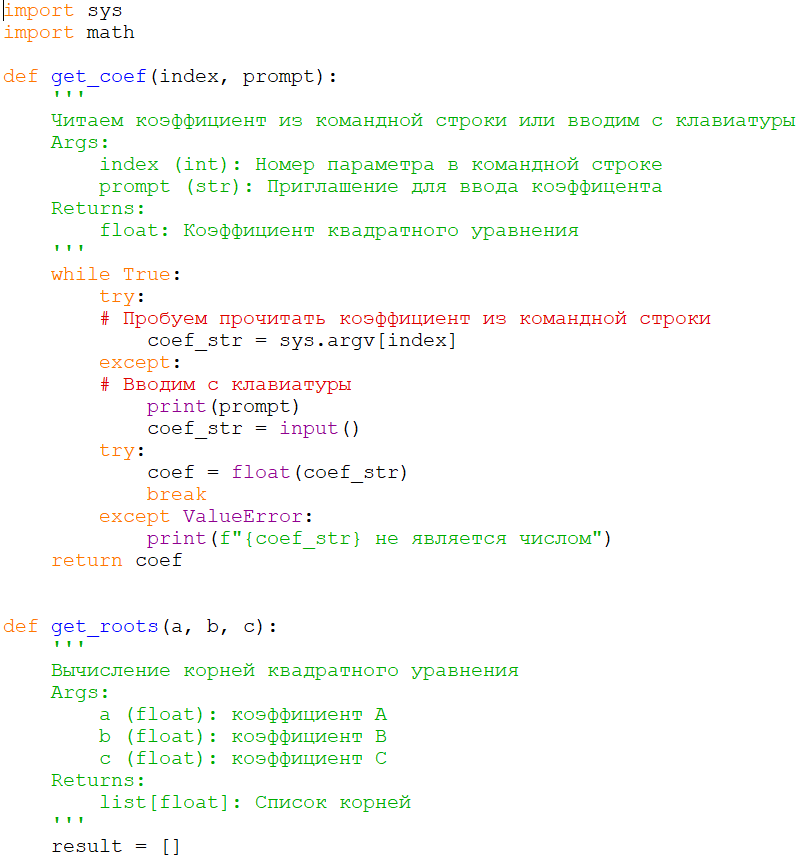 import sys
import math
def get_coef(index, prompt):
    '''
    Читаем коэффициент из командной строки или вводим с клавиатуры
    Args:
        index (int): Номер параметра в командной строке
        prompt (str): Приглашение для ввода коэффицента
    Returns:
        float: Коэффициент квадратного уравнения
    '''
    while True:
        try:
        # Пробуем прочитать коэффициент из командной строки
            coef_str = sys.argv[index]
        except:
        # Вводим с клавиатуры
            print(prompt)
            coef_str = input()
        try:
            coef = float(coef_str)
            break
        except ValueError:
            print(f"{coef_str} не является числом")
    return coef
def get_roots(a, b, c):
    '''
    Вычисление корней квадратного уравнения
    Args:
        a (float): коэффициент A
        b (float): коэффициент B
        c (float): коэффициент C
    Returns:
        list[float]: Список корней
    '''
    result = []